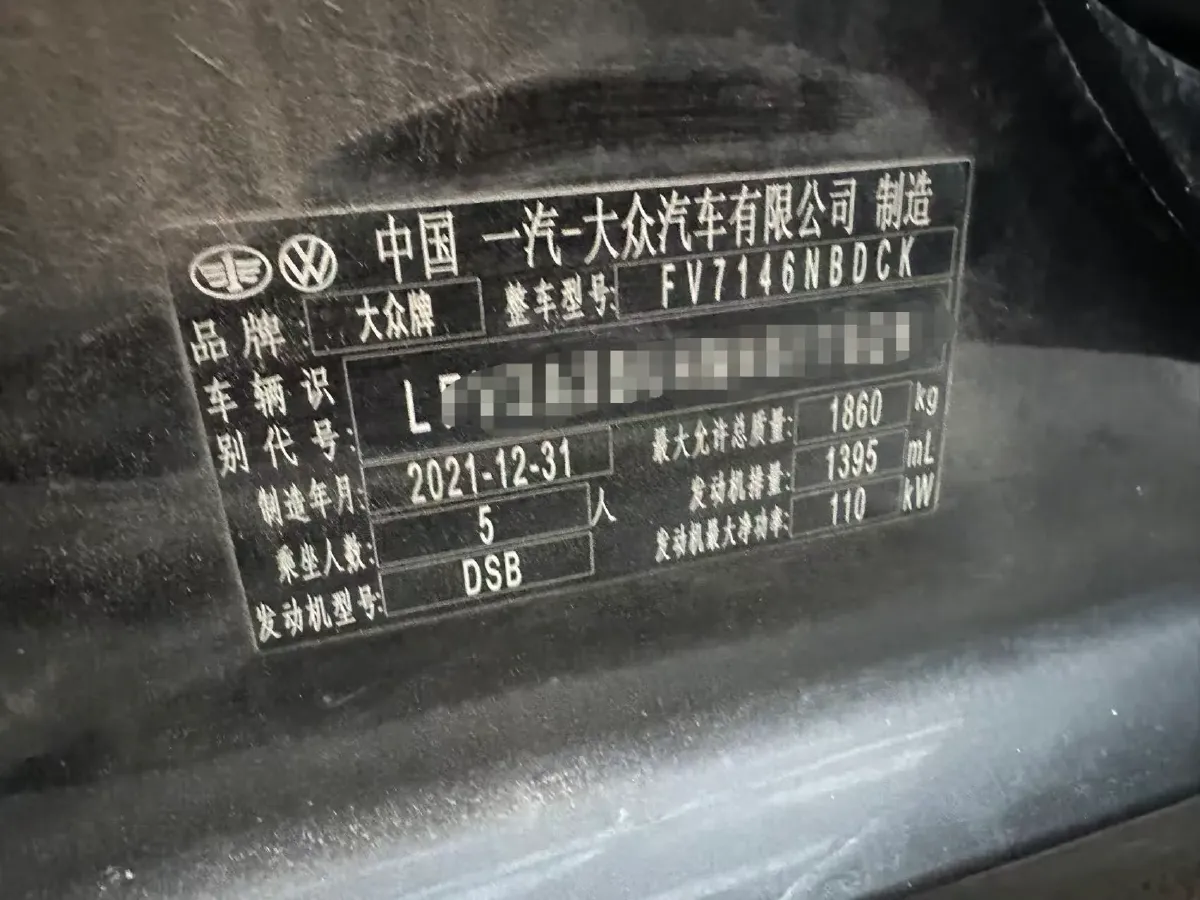 中国 一汽-大众汽车有限公司 制造
品牌: 大众牌 整车型号: FV7146NBDCK
车辆识别代号: LF
制造年月: 2021-12-31 最大允许总质量: 1860 kg
乘坐人数: 5 人 发动机排量: 1395 mL
发动机型号: DSB 发动机最大净功率: 110 kW